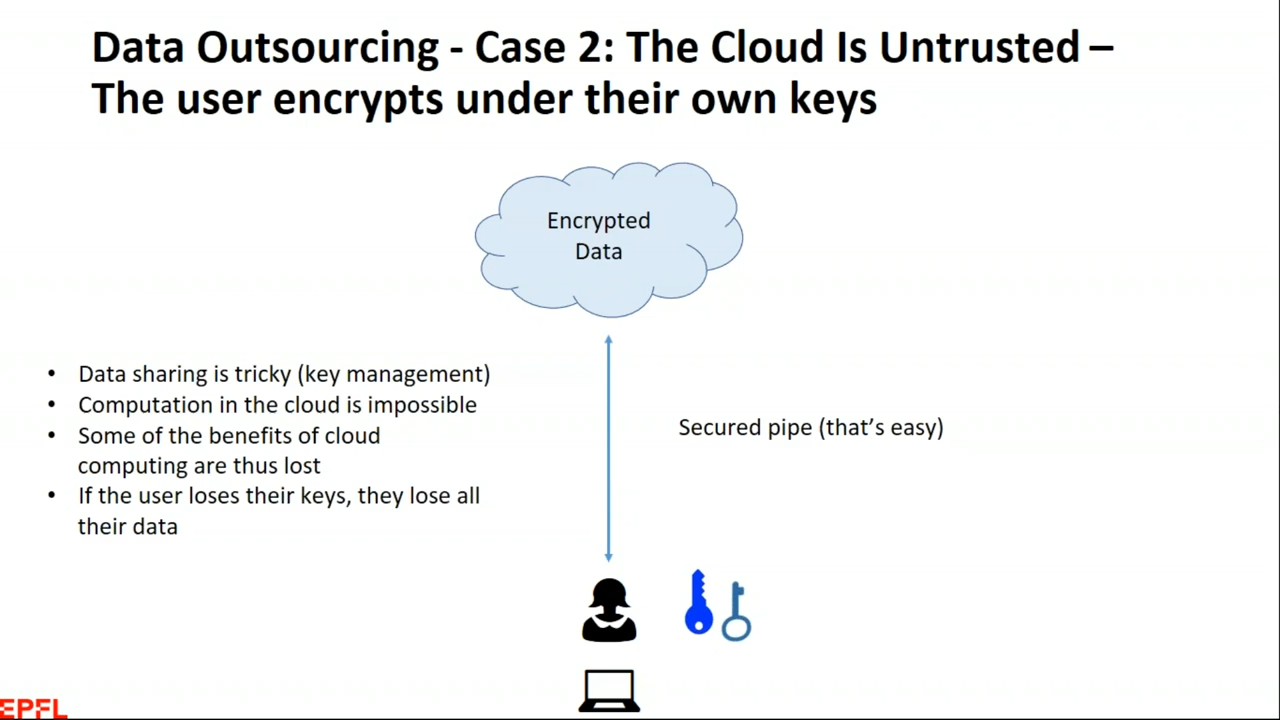 Data Outsourcing - Case 2: The Cloud Is Untrusted –
The user encrypts under their own keys
Encrypted
Data
• Data sharing is tricky (key management)
• Computation in the cloud is impossible
• Some of the benefits of cloud
computing are thus lost
• If the user loses their keys, they lose all
their data
Secured pipe (that’s easy)
EPFL